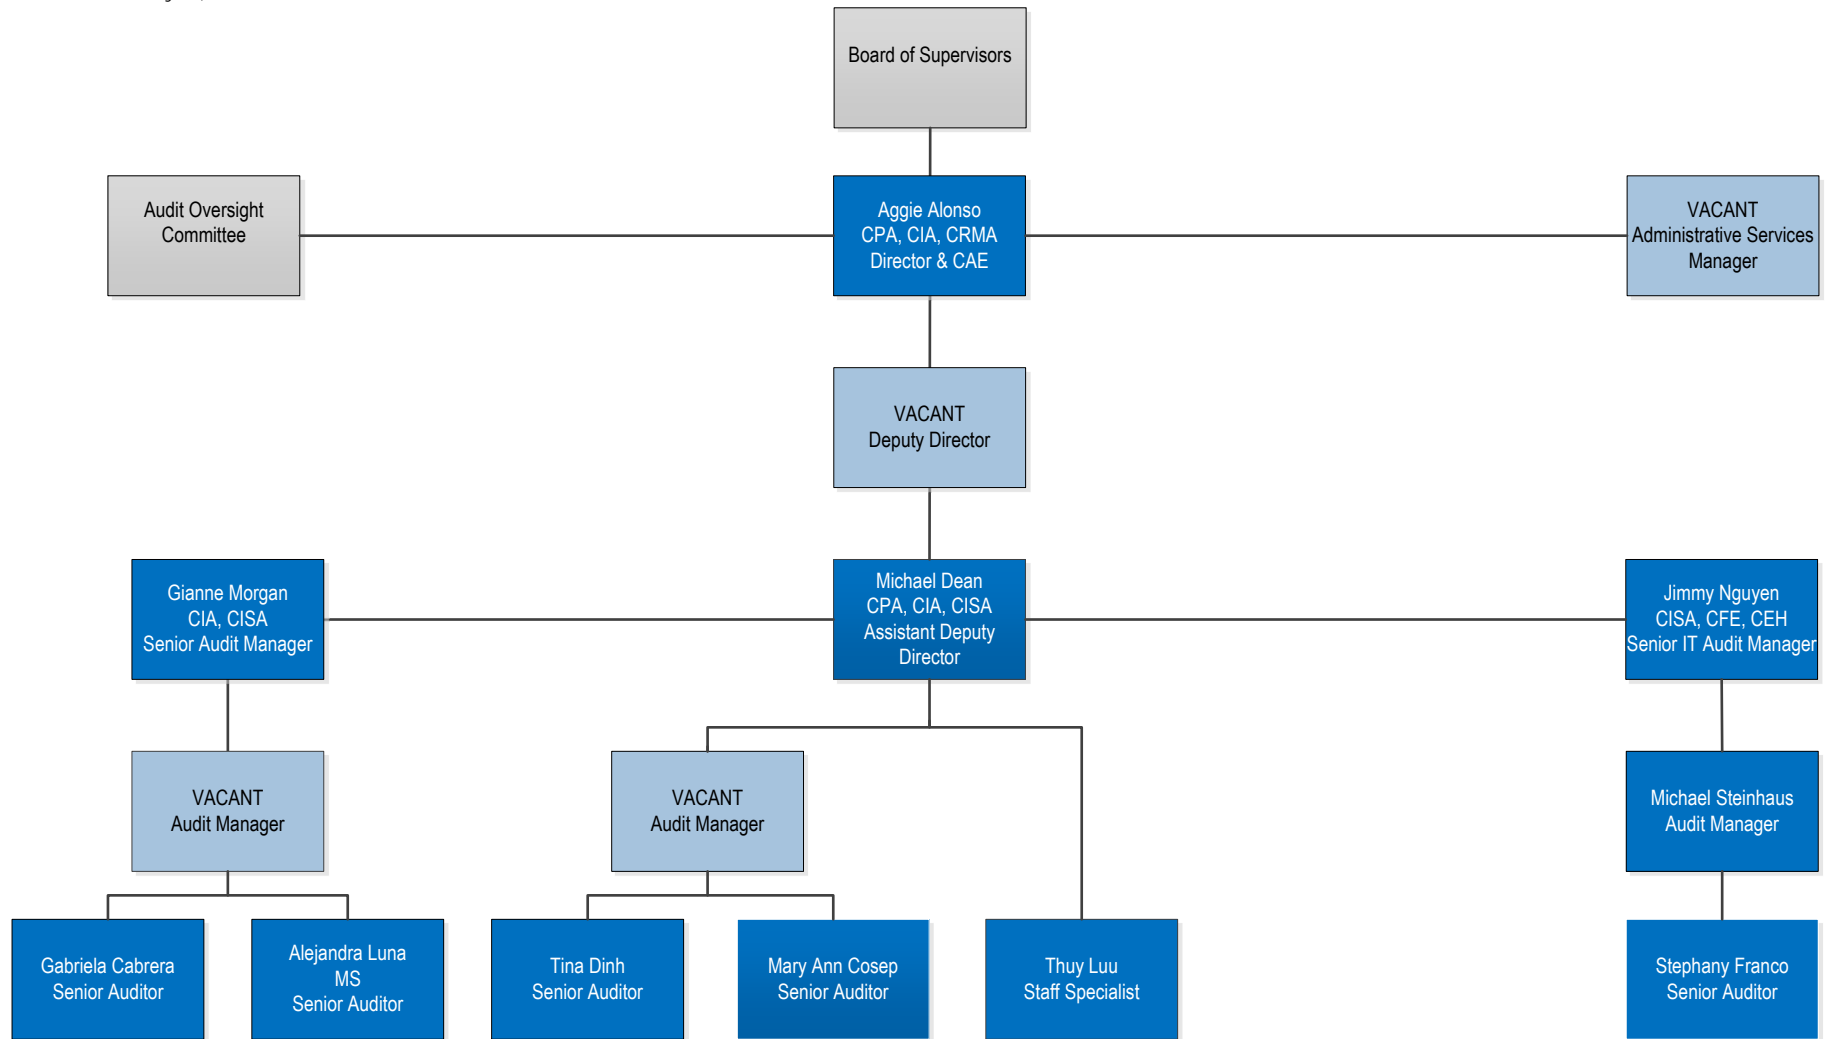 Board of Supervisors
Audit Oversight
Committee
Aggie Alonso
CPA, CIA, CRMA
Director & CAE
VACANT
Administrative Services
Manager
VACANT
Deputy Director
Gianne Morgan
CIA, CISA
Senior Audit Manager
Michael Dean
CPA, CIA, CISA
Assistant Deputy
Director
Jimmy Nguyen
CISA, CFE, CEH
Senior IT Audit Manager
VACANT
Audit Manager
VACANT
Audit Manager
Michael Steinhaus
Audit Manager
Gabriela Cabrera
Senior Auditor
Alejandra Luna
MS
Senior Auditor
Tina Dinh
Senior Auditor
Mary Ann Cosep
Senior Auditor
Thuy Luu
Staff Specialist
Stephany Franco
Senior Auditor